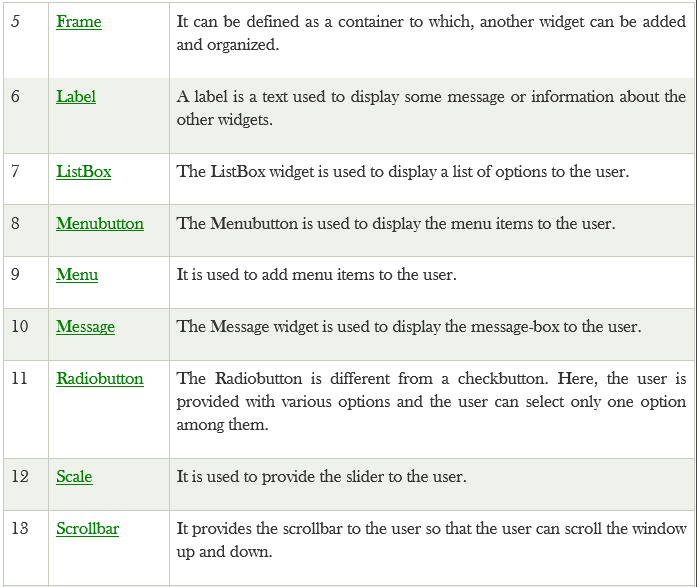 5 Frame It can be defined as a container to which, another widget can be added
and organized.
6 Label A label is a text used to display some message or information about the
other widgets.
7 ListBox The ListBox widget is used to display a list of options to the user.
8 Menubutton The Menubutton is used to display the menu items to the user.
9 Menu It is used to add menu items to the user.
10 Message The Message widget is used to display the message-box to the user.
11 Radiobutton The Radiobutton is different from a checkbutton. Here, the user is
provided with various options and the user can select only one option
among them.
12 Scale It is used to provide the slider to the user.
13 Scrollbar It provides the scrollbar to the user so that the user can scroll the window
up and down.